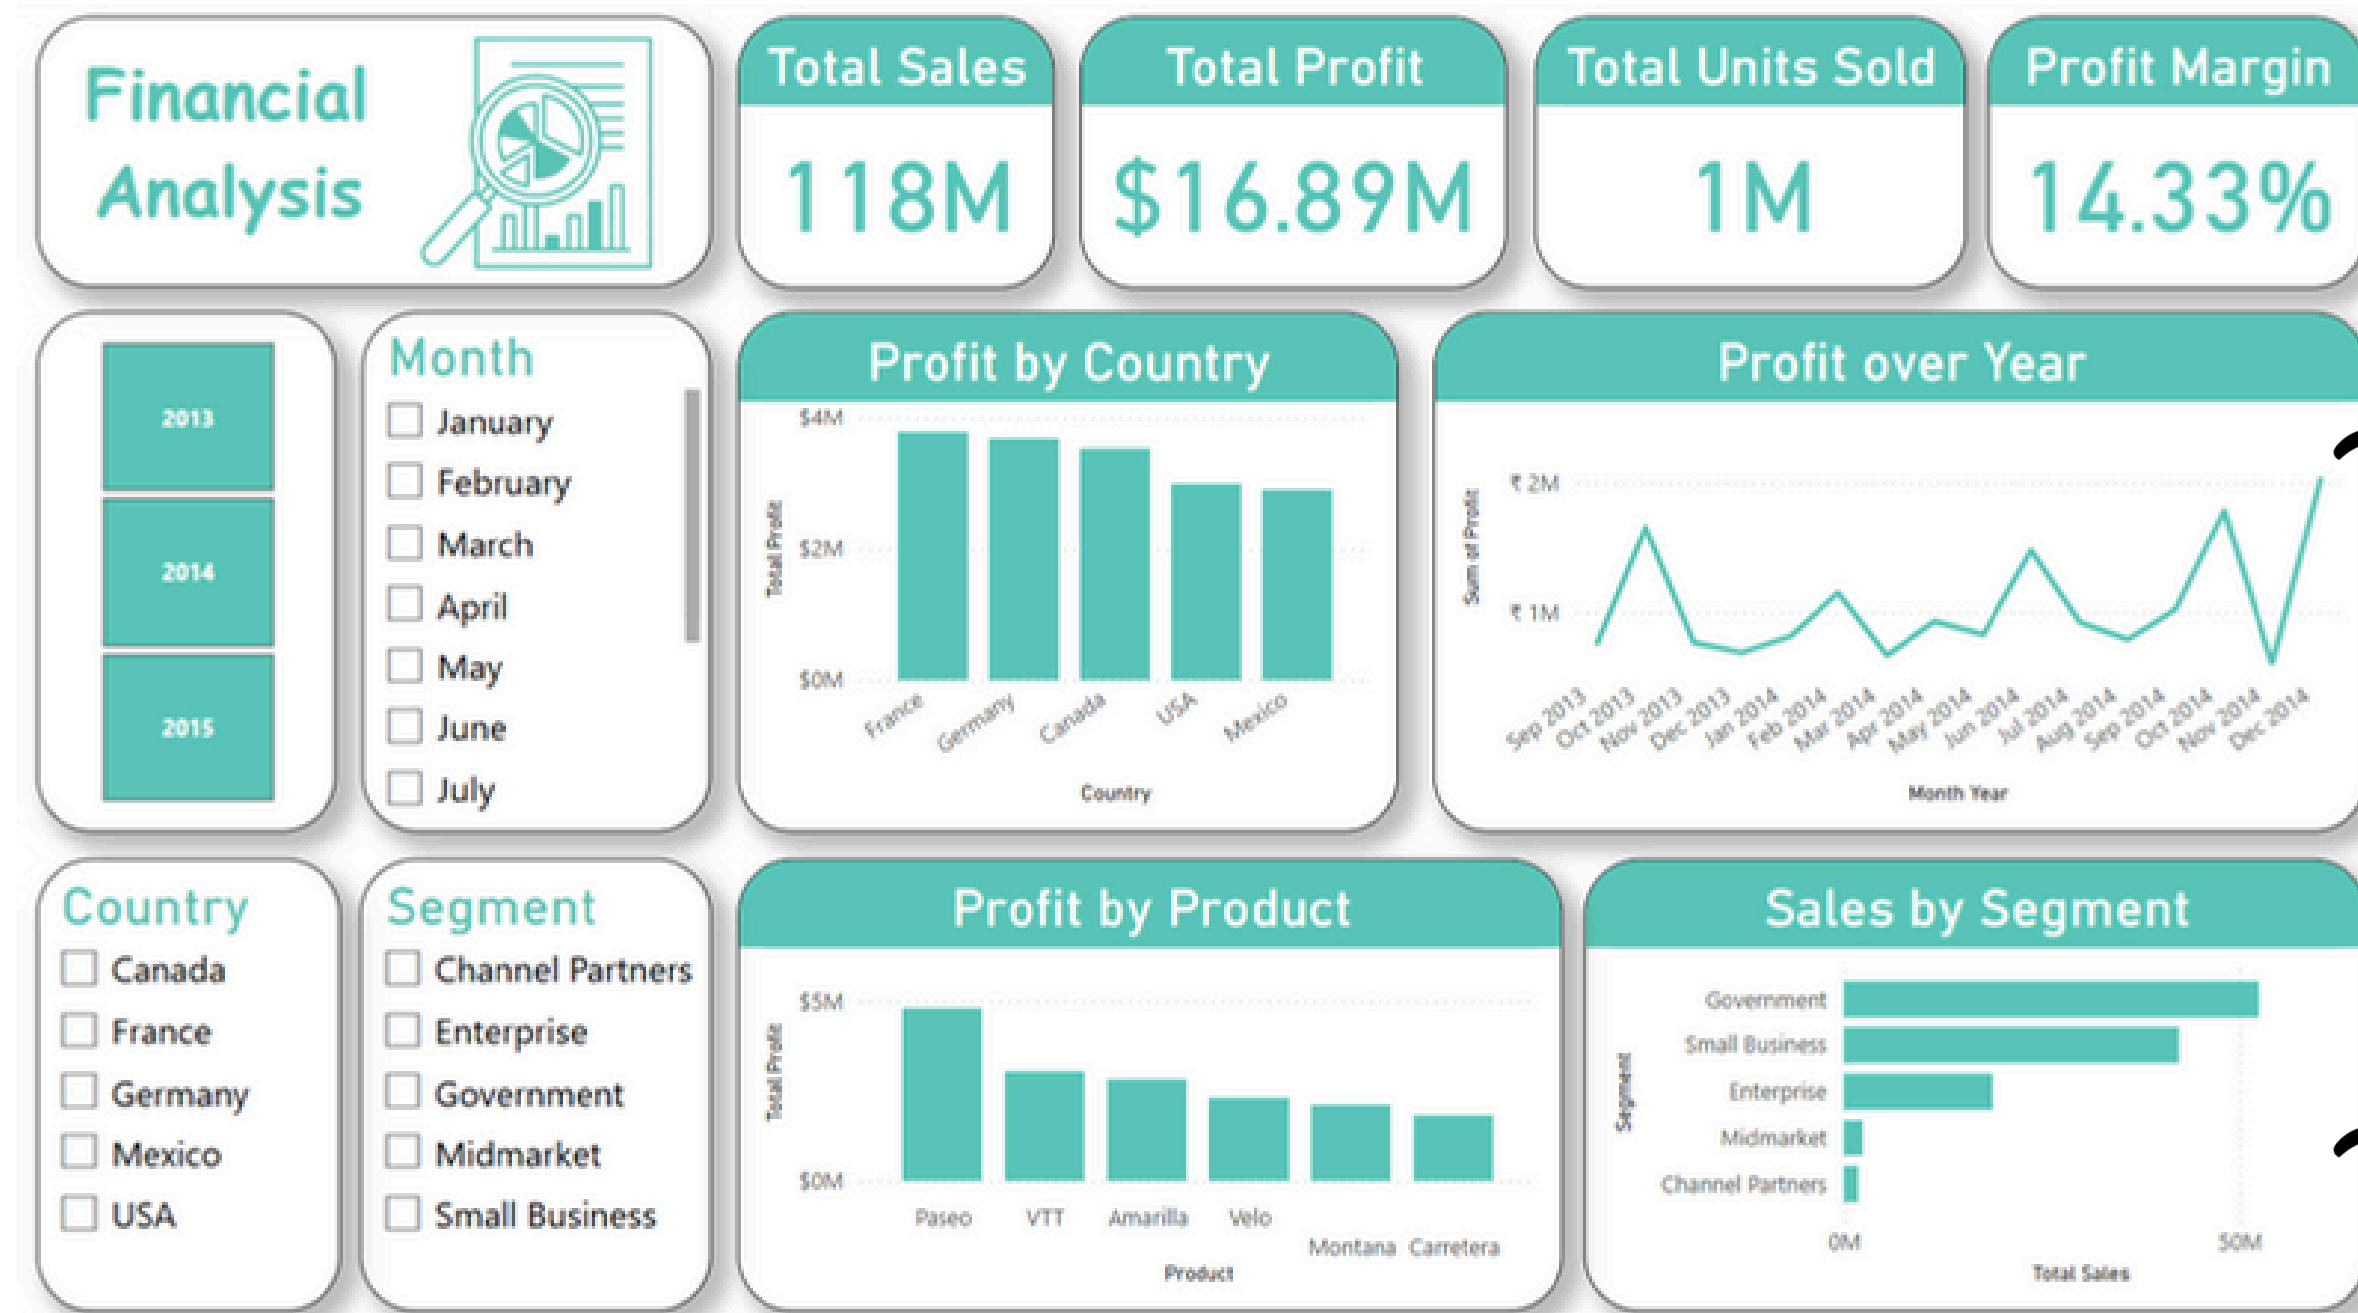 Financial
Analysis
Total Sales
118M
Total Profit
$16.89M
Total Units Sold
1M
Profit Margin
14.33%
2013
2014
2015
Month
January
February
March
April
May
June
July
Profit by Country
$4M
$2M
$0M
Total Profit
France
Germany
Canada
USA
Mexico
Country
Profit over Year
₹ 2M
₹ 1M
Sum of Profit
Sep 2013
Oct 2013
Nov 2013
Dec 2013
Jan 2014
Feb 2014
Mar 2014
Apr 2014
May 2014
Jun 2014
Jul 2014
Aug 2014
Sep 2014
Oct 2014
Nov 2014
Dec 2014
Month Year
Country
Canada
France
Germany
Mexico
USA
Segment
Channel Partners
Enterprise
Government
Midmarket
Small Business
Profit by Product
$5M
$0M
Total Profit
Paseo
VTT
Amarilla
Velo
Montana
Carretera
Product
Sales by Segment
Segment
Government
Small Business
Enterprise
Midmarket
Channel Partners
0M
50M
Total Sales